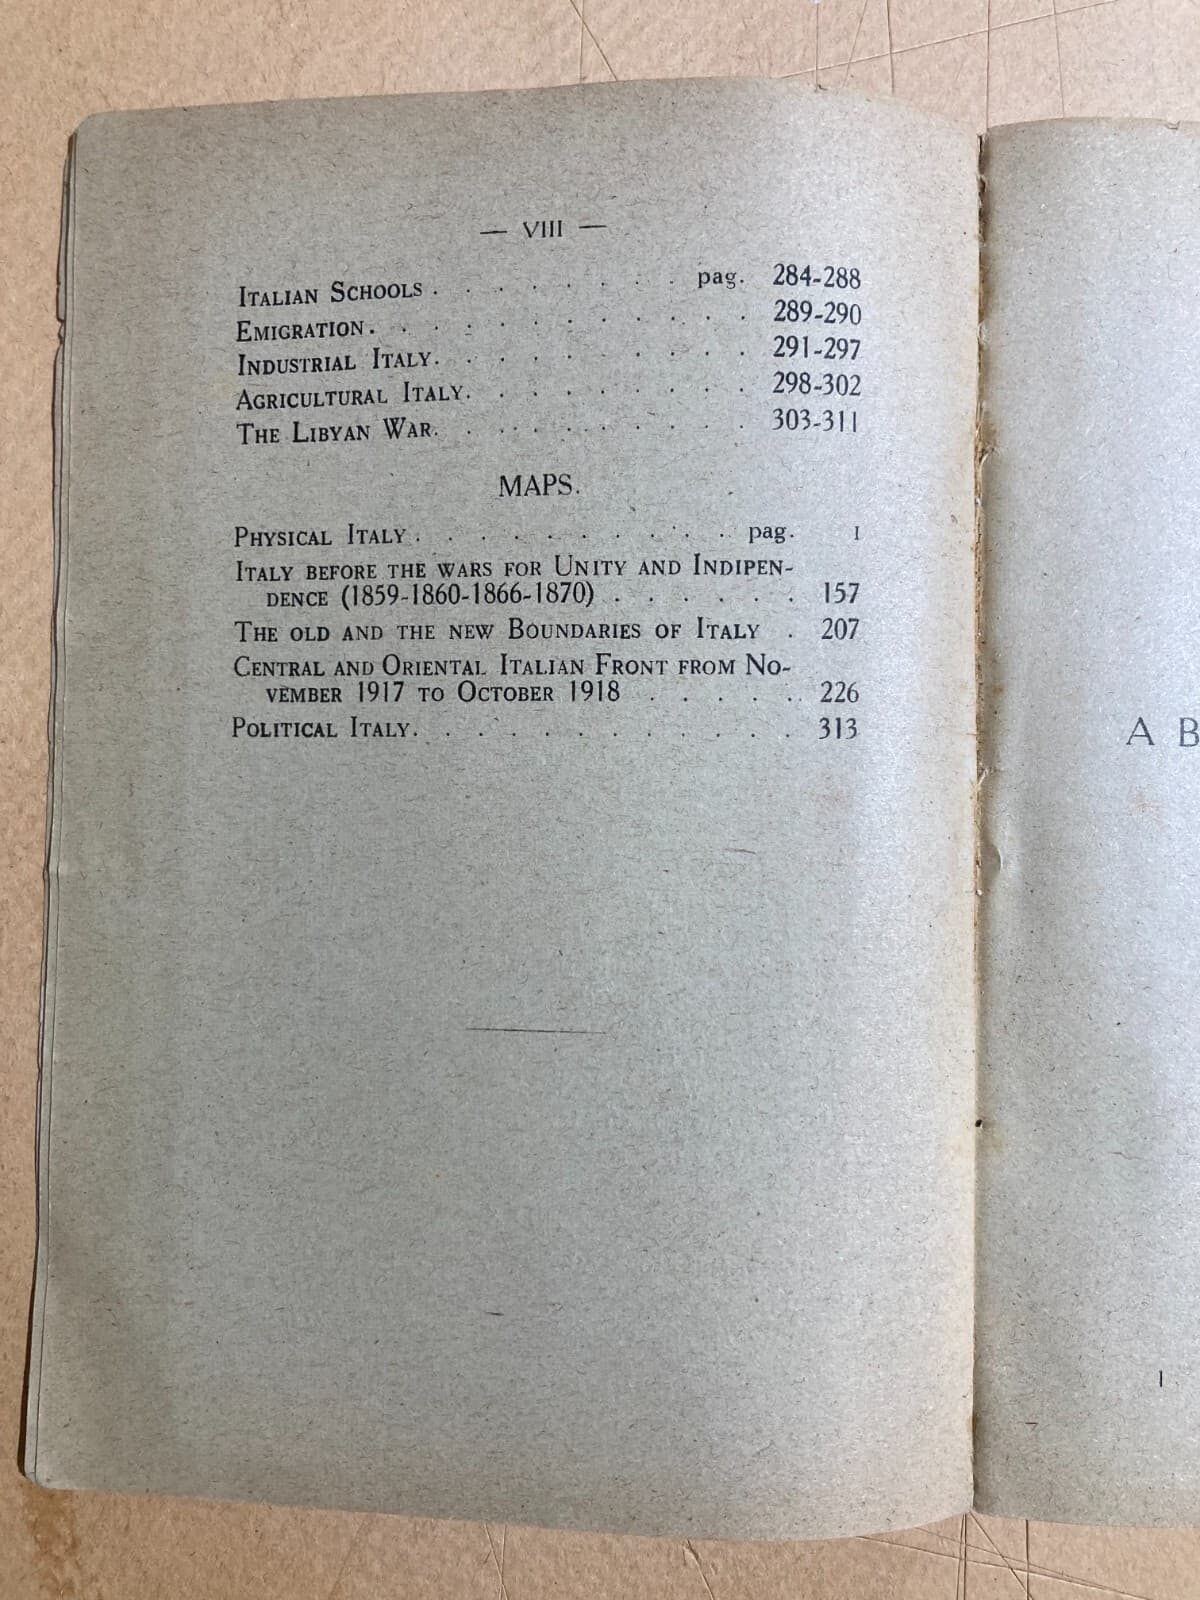 — VIII —
Italian Schools . . . . . . . . pag. 284-288
Emigration. . . . . . . . . . . . 289-290
Industrial Italy. . . . . . . . . . 291-297
Agricultural Italy. . . . . . . . . 298-302
The Libyan War. . . . . . . . . . 303-311
MAPS.
Physical Italy . . . . . . . . . . pag. I
Italy before the wars for Unity and Indipen-
dence (1859-1860-1866-1870) . . . . . . 157
The old and the new Boundaries of Italy . 207
Central and Oriental Italian Front from No-
vember 1917 to October 1918 . . . . . 226
Political Italy. . . . . . . . . . . . 313
A B
1